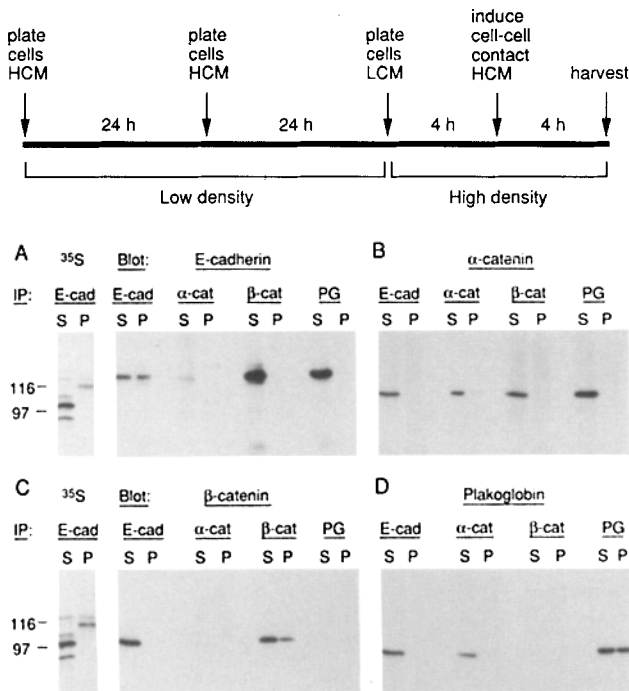 plate cells HCM
plate cells HCM
plate cells LCM
induce cell-cell contact HCM
harvest
24 h 24 h 4 h 4 h
Low density High density
A ³⁵S Blot: E-cadherin
IP: E-cad E-cad α-cat β-cat PG
S P S P S P S P S P
116
97
B α-catenin
E-cad α-cat β-cat PG
S P S P S P S P
C ³⁵S Blot: β-catenin
IP: E-cad E-cad α-cat β-cat PG
S P S P S P S P S P
116
97
D Plakoglobin
E-cad α-cat β-cat PG
S P S P S P S P